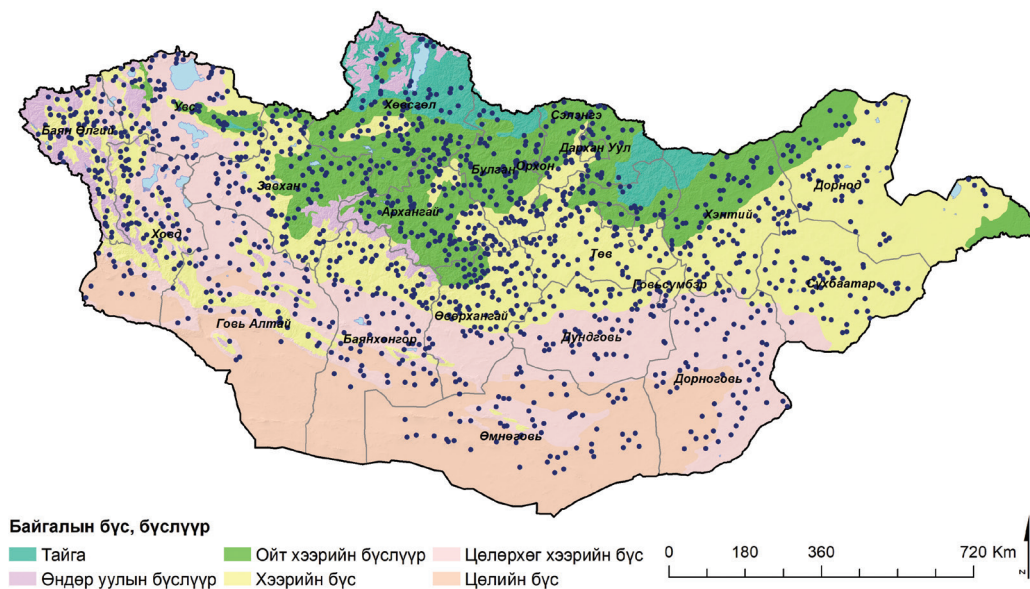 Хөвсгөл
Сэлэнгэ
Увс
Дархан Уул
Баян Өлгий
Булган
Орхон
Завхан
Дорнод
Архангай
Хэнтий
Ховд
Төв
Говьсүмбэр
Сүхбаатар
Өвөрхангай
Говь Алтай
Баянхонгор
Дундговь
Дорноговь
Өмнөговь
Байгалын бүс, бүслүүр
Тайга
Ойт хээрийн бүслүүр
Цөлөрхөг хээрийн бүс
Өндөр уулын бүслүүр
Хээрийн бүс
Цөлийн бүс
0 180 360 720 Km
N